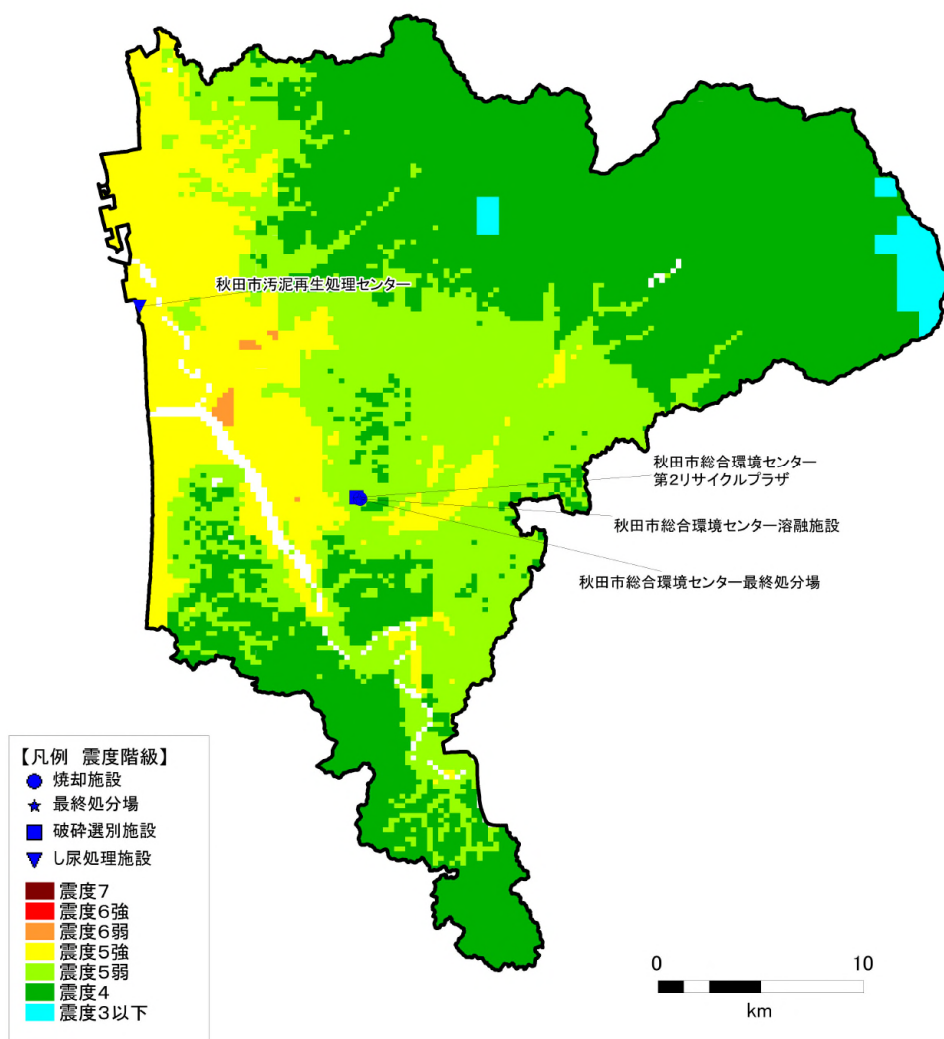 秋田市汚泥再生処理センター
秋田市総合環境センター
第2リサイクルプラザ
秋田市総合環境センター溶融施設
秋田市総合環境センター最終処分場
【凡例 震度階級】
焼却施設
最終処分場
破砕選別施設
し尿処理施設
震度7
震度6強
震度6弱
震度5強
震度5弱
震度4
震度3以下
0 10
km